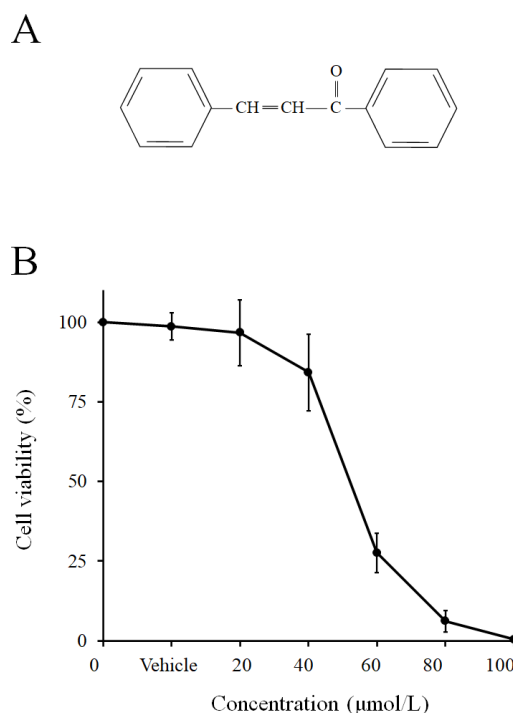 A
O
CH=CH
C
B
Cell viability (%)
100
75
50
25
0
0 Vehicle 20 40 60 80 100
Concentration (µmol/L)